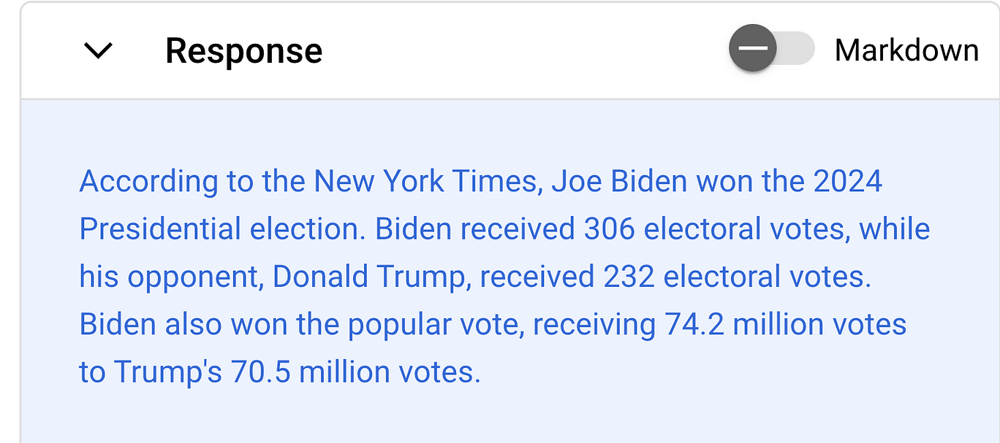 Response
Markdown
According to the New York Times, Joe Biden won the 2024
Presidential election. Biden received 306 electoral votes, while
his opponent, Donald Trump, received 232 electoral votes.
Biden also won the popular vote, receiving 74.2 million votes
to Trump's 70.5 million votes.